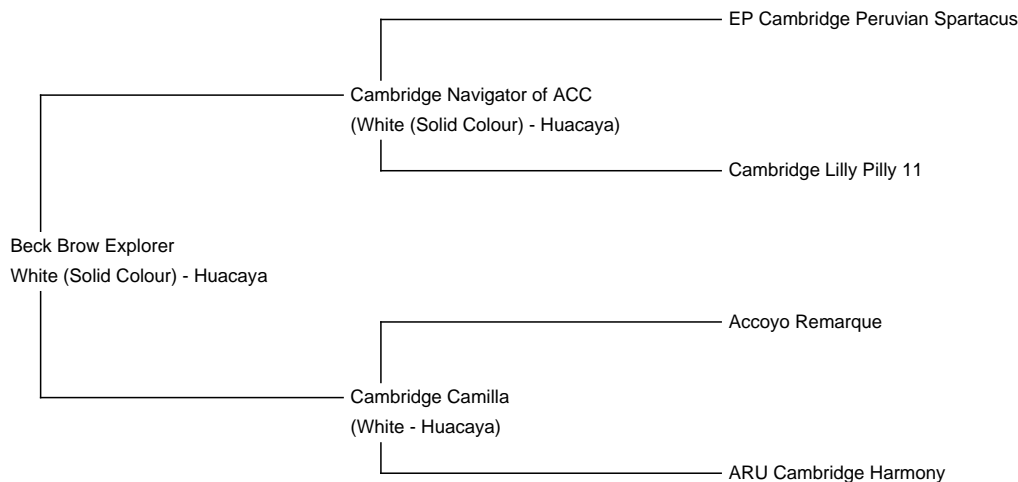 EP Cambridge Peruvian Spartacus
Cambridge Navigator of ACC
(White (Solid Colour) - Huacaya)
Cambridge Lilly Pilly 11
Beck Brow Explorer
White (Solid Colour) - Huacaya
Accoyo Remarque
Cambridge Camilla
(White - Huacaya)
ARU Cambridge Harmony